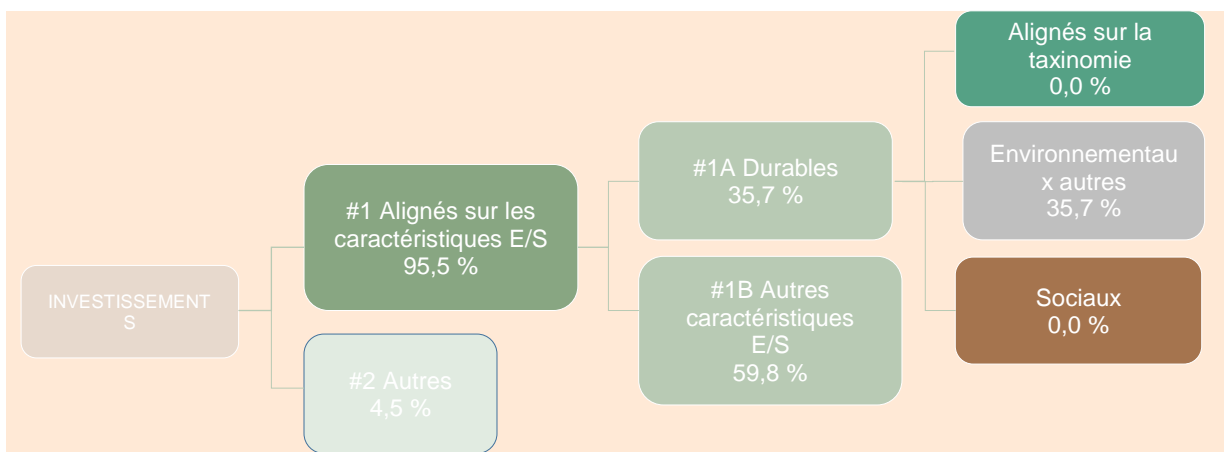 INVESTISSEMENT
S
#1 Alignés sur les
caractéristiques E/S
95,5 %
#2 Autres
4,5 %
#1A Durables
35,7 %
#1B Autres
caractéristiques
E/S
59,8 %
Alignés sur la
taxinomie
0,0 %
Environnementau
x autres
35,7 %
Sociaux
0,0 %